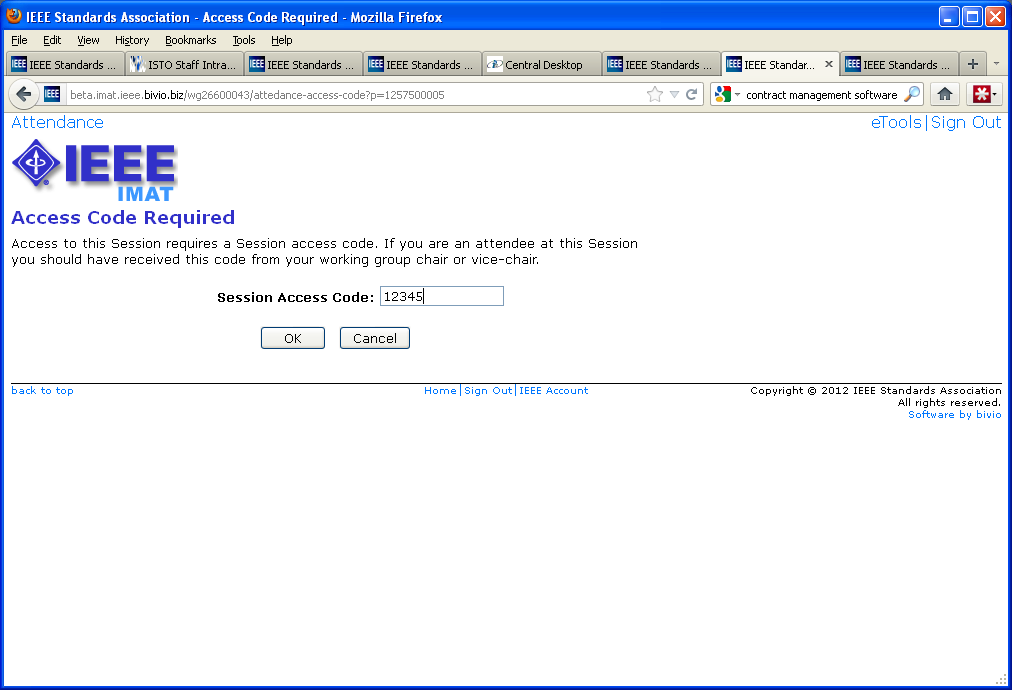 IEEE Standards Association - Access Code Required - Mozilla Firefox
File Edit View History Bookmarks Tools Help
IEEE Standards ... ISTO Staff Intra... IEEE Standards ... IEEE Standards ... Central Desktop IEEE Standards ... IEEE Standar... IEEE Standards ...
beta.imat.ieee.bivio.biz/wg26600043/attedance-access-code?p=1257500005 contract management software
Attendance eTools|Sign Out
IEEE
IMAT
Access Code Required
Access to this Session requires a Session access code. If you are an attendee at this Session
you should have received this code from your working group chair or vice-chair.
Session Access Code: 12345
OK Cancel
back to top Home|Sign Out|IEEE Account Copyright © 2012 IEEE Standards Association
All rights reserved.
Software by bivio